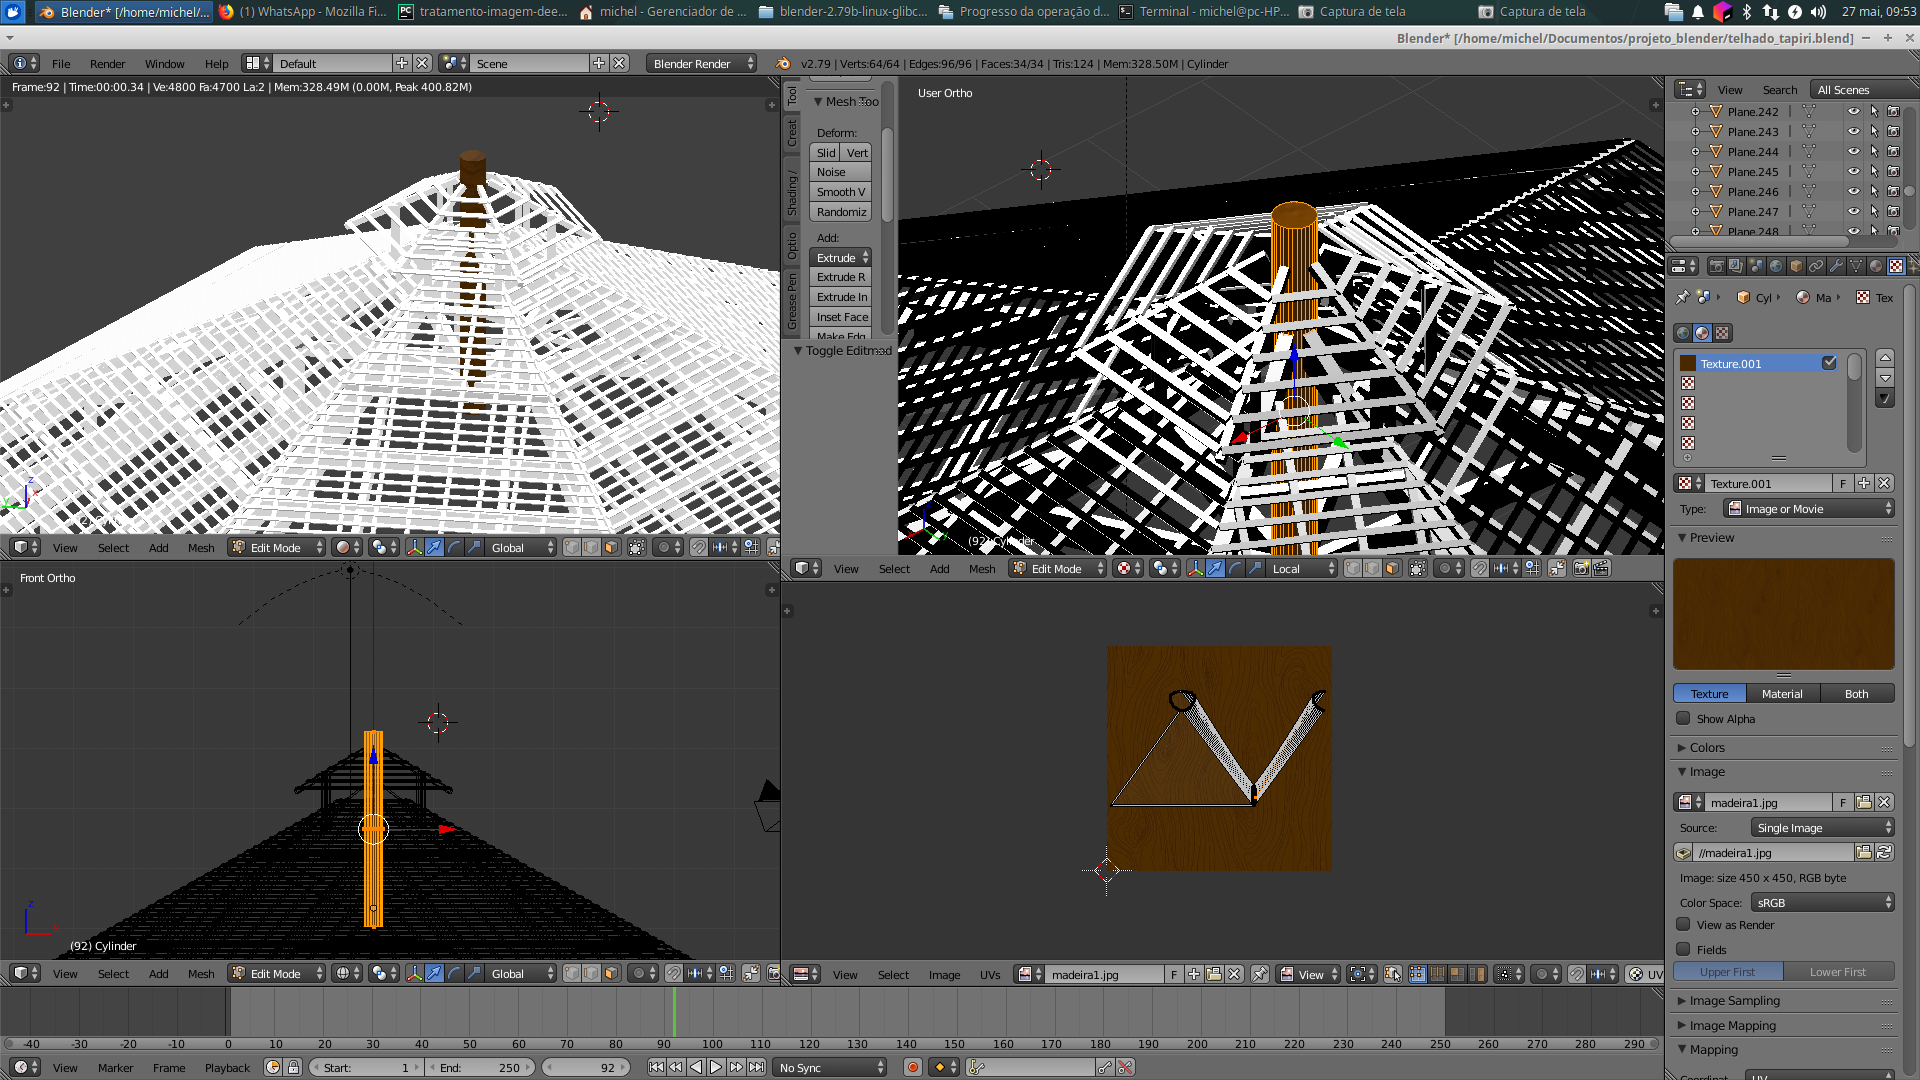 Blender* [/home/michel/...
(1) WhatsApp - Mozilla Fi...
tratamento-imagem-dee...
michel - Gerenciador de ...
blender-2.79b-linux-glibc...
Progresso da operação d...
Terminal - michel@pc-HP...
Captura de tela
Captura de tela
27 mai, 09:53
Blender* [/home/michel/Documentos/projeto_blender/telhado_tapiri.blend]
File Render Window Help
Default
Scene
Blender Render
v2.79 | Verts:64/64 | Edges:96/96 | Faces:34/34 | Tris:124 | Mem:328.50M | Cylinder
Frame:92 | Time:00:00.34 | Ve:4800 Fa:4700 La:2 | Mem:328.49M (0.00M, Peak 400.82M)
Tool
Creat
Shading /
Optio
Grease Pen
Mesh Too
Deform:
Slid Vert
Noise
Smooth V
Randomiz
Add:
Extrude
Extrude R
Extrude In
Inset Face
Make Edg
Toggle Editmod
User Ortho
(92) Cylinder
View Select Add Mesh Edit Mode Global
View Select Add Mesh Edit Mode Local
Front Ortho
(92) Cylinder
View Select Add Mesh Edit Mode Global
View Select Image UVs madeira1.jpg F View UV
View Search All Scenes
Plane.242
Plane.243
Plane.244
Plane.245
Plane.246
Plane.247
Plane.248
Cyl Ma Tex
Texture.001
Texture.001 F
Type: Image or Movie
Preview
Texture Material Both
Show Alpha
Colors
Image
madeira1.jpg F
Source: Single Image
//madeira1.jpg
Image: size 450 x 450, RGB byte
Color Space: sRGB
View as Render
Fields
Upper First Lower First
Image Sampling
Image Mapping
Mapping
UV
-40 -30 -20 -10 0 10 20 30 40 50 60 70 80 90 100 110 120 130 140 150 160 170 180 190 200 210 220 230 240 250 260 270 280 290
View Marker Frame Playback Start: 1 End: 250 92 No Sync